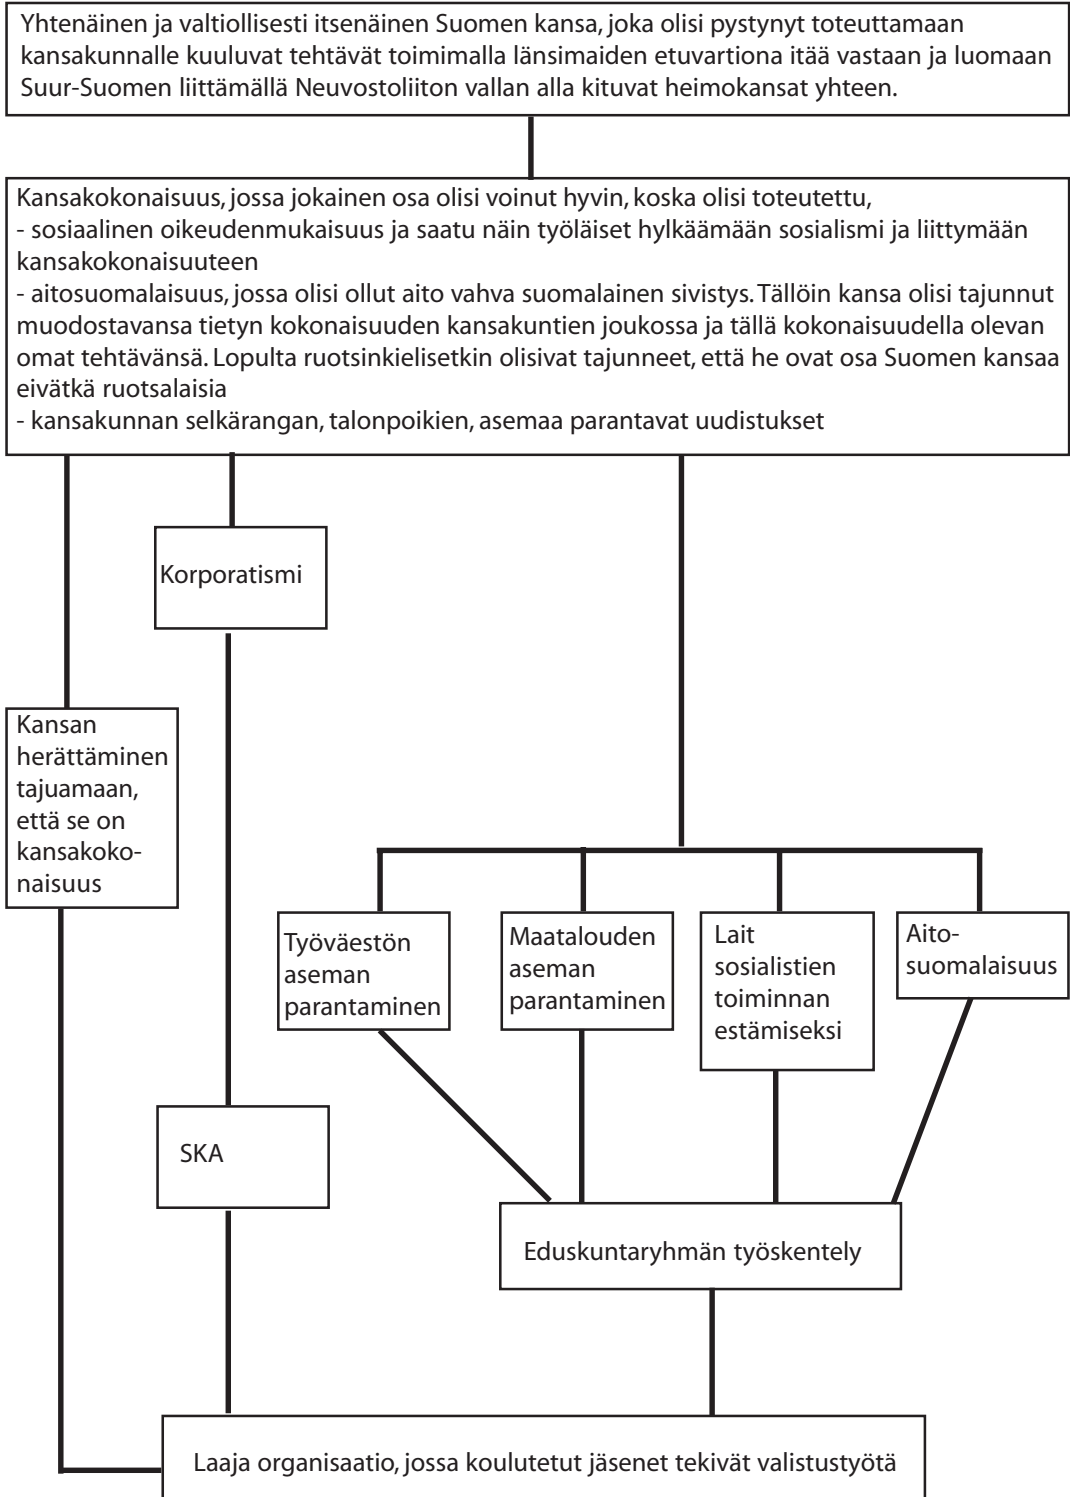 Yhtenäinen ja valtiollisesti itsenäinen Suomen kansa, joka olisi pystynyt toteuttamaan
kansakunnalle kuuluvat tehtävät toimimalla länsimaiden etuvartiona itää vastaan ja luomaan
Suur-Suomen liittämällä Neuvostoliiton vallan alla kituvat heimokansat yhteen.
Kansakokonaisuus, jossa jokainen osa olisi voinut hyvin, koska olisi toteutettu,
- sosiaalinen oikeudenmukaisuus ja saatu näin työläiset hylkäämään sosialismi ja liittymään
kansakokonaisuuteen
- aitosuomalaisuus, jossa olisi ollut aito vahva suomalainen sivistys. Tällöin kansa olisi tajunnut
muodostavansa tietyn kokonaisuuden kansakuntien joukossa ja tällä kokonaisuudella olevan
omat tehtävänsä. Lopulta ruotsinkielisetkin olisivat tajunneet, että he ovat osa Suomen kansaa
eivätkä ruotsalaisia
- kansakunnan selkärangan, talonpoikien, asemaa parantavat uudistukset
Korporatismi
Kansan
herättäminen
tajuamaan,
että se on
kansakoko-
naisuus
Työväestön
aseman
parantaminen
Maatalouden
aseman
parantaminen
Lait
sosialistien
toiminnan
estämiseksi
Aito-
suomalaisuus
SKA
Eduskuntaryhmän työskentely
Laaja organisaatio, jossa koulutetut jäsenet tekivät valistustyötä